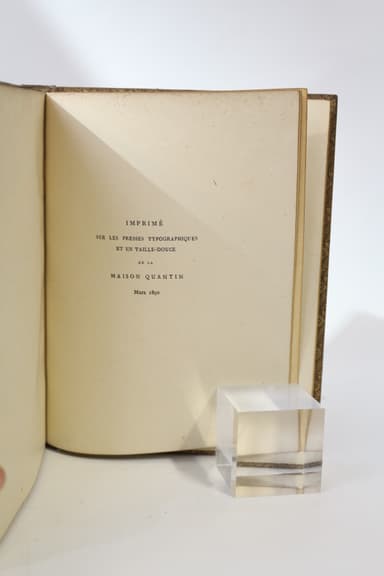 IMPRIMÉ
SUR LES PRESSES TYPOGRAPHIQUES
ET EN TAILLE-DOUCE
DE LA
MAISON QUANTIN
Mars 1890